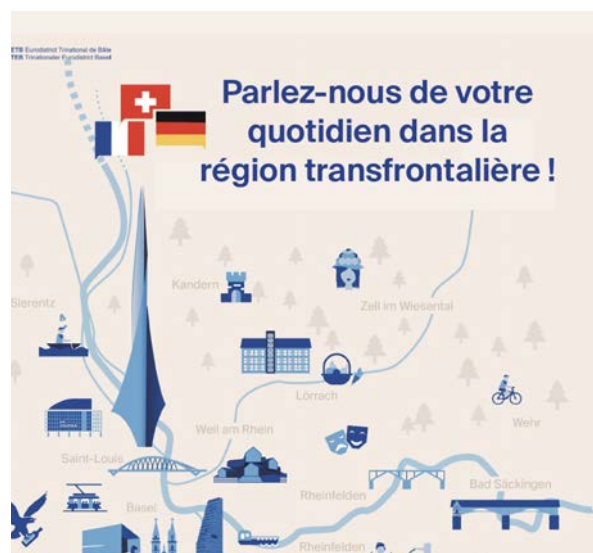 ETB Eurodistrict Trinational de Bâle
TEB Trinationaler Eurodistrict Basel
Parlez-nous de votre
quotidien dans la
région transfrontalière !
Kandern
Sierentz
Zell im Wiesental
Lörrach
Wehr
Weil am Rhein
Saint-Louis
Bad Säckingen
Rheinfelden
Basel
Rheinfelden